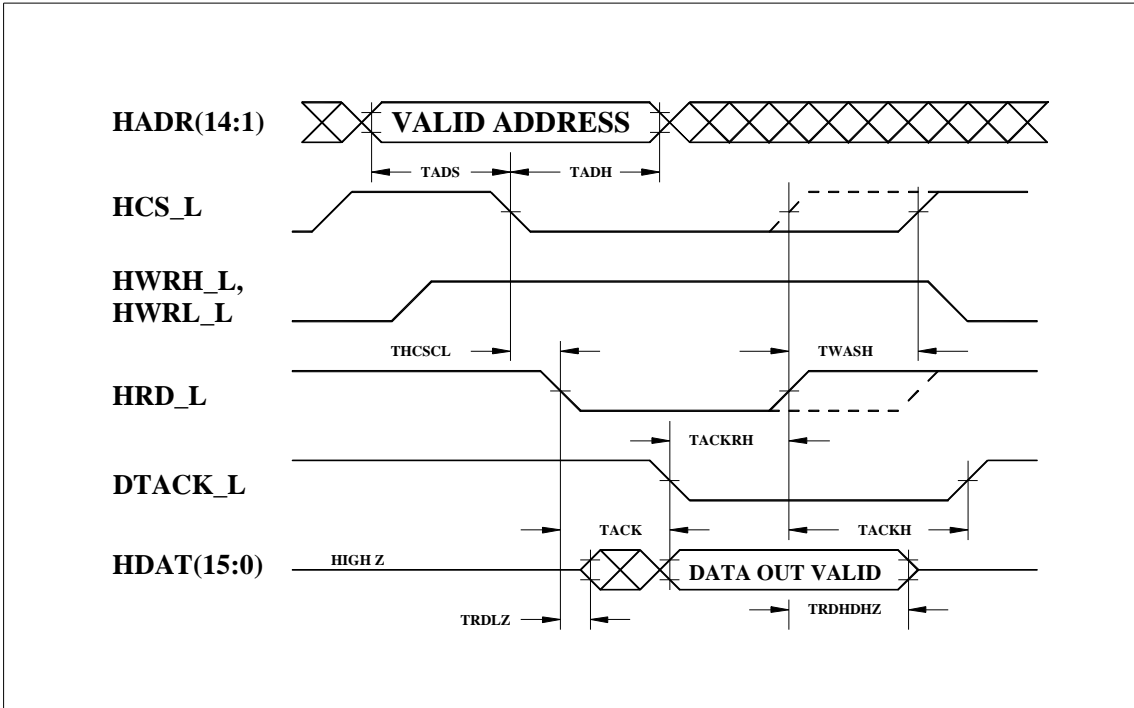 HADR(14:1)
VALID ADDRESS
TADS
TADH
HCS_L
HWRH_L,
HWRL_L
THCSCL
TWASH
HRD_L
TACKRH
DTACK_L
TACK
TACKH
HDAT(15:0)
HIGH Z
DATA OUT VALID
TRDLZ
TRDHDHZ